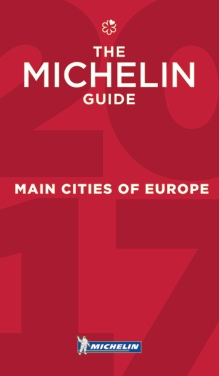 20
THE
MICHELIN
GUIDE
MAIN CITIES OF EUROPE
17
MICHELIN